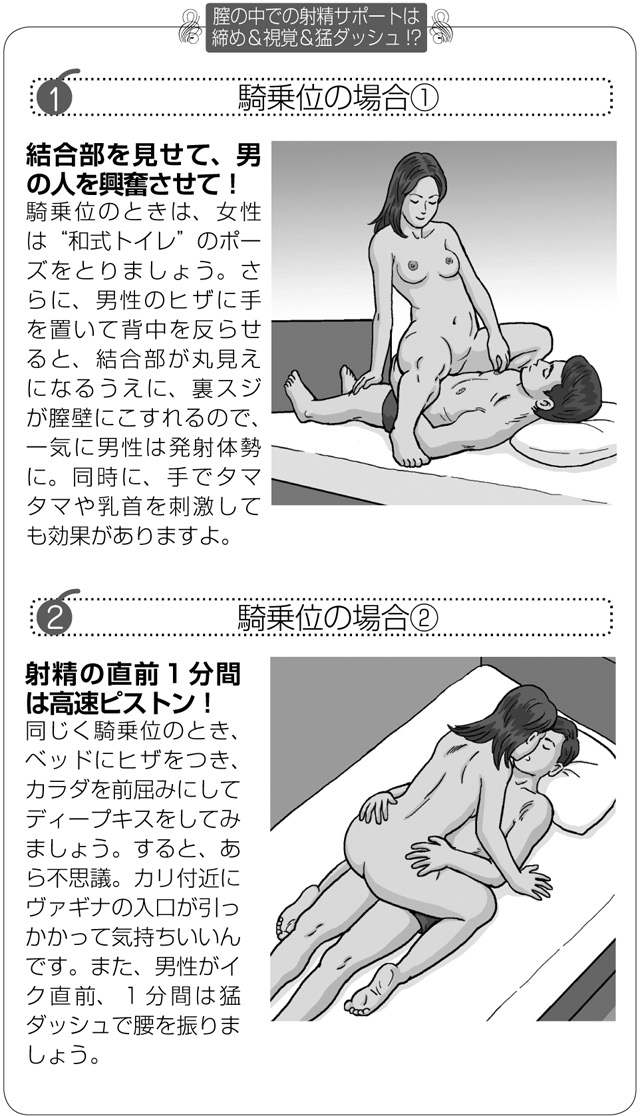 膣の中での射精サポートは
締め＆視覚＆猛ダッシュ!?
1 騎乗位の場合①
結合部を見せて、男
の人を興奮させて！
騎乗位のときは、女性
は“和式トイレ”のポー
ズをとりましょう。さ
らに、男性のヒザに手
を置いて背中を反らせ
ると、結合部が丸見え
になるうえに、裏スジ
が膣壁にこすれるので、
一気に男性は発射体勢
に。同時に、手でタマ
タマや乳首を刺激して
も効果がありますよ。
2 騎乗位の場合②
射精の直前１分間
は高速ピストン！
同じく騎乗位のとき、
ベッドにヒザをつき、
カラダを前屈みにして
ディープキスをしてみ
ましょう。すると、あ
ら不思議。カリ付近に
ヴァギナの入口が引っ
かかって気持ちいいん
です。また、男性がイ
ク直前、１分間は猛
ダッシュで腰を振りま
しょう。